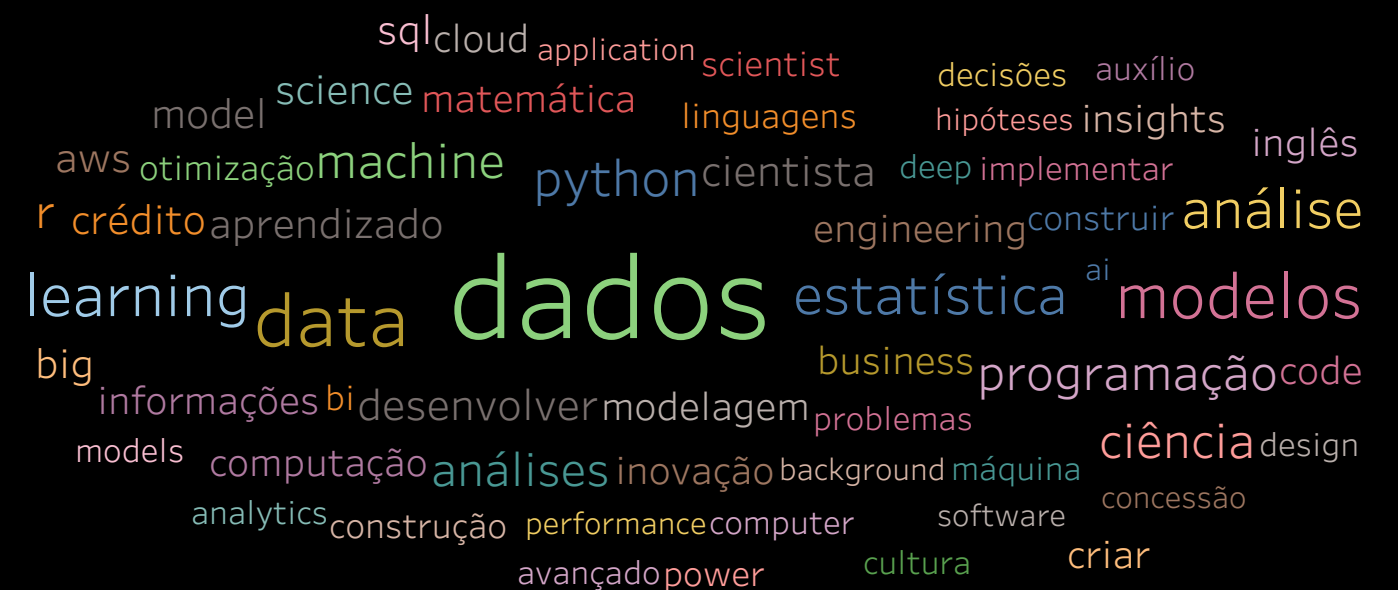 sql cloud application scientist
decisões auxílio
science matemática
model linguagens hipóteses insights
inglês
aws otimização machine python cientista deep implementar
r crédito aprendizado engineering construir análise
learning data dados estatística ai modelos
big business programação code
informações bi desenvolver modelagem problemas
models computação análises inovação background máquina ciência design
analytics construção performance computer software concessão
avançado power cultura criar